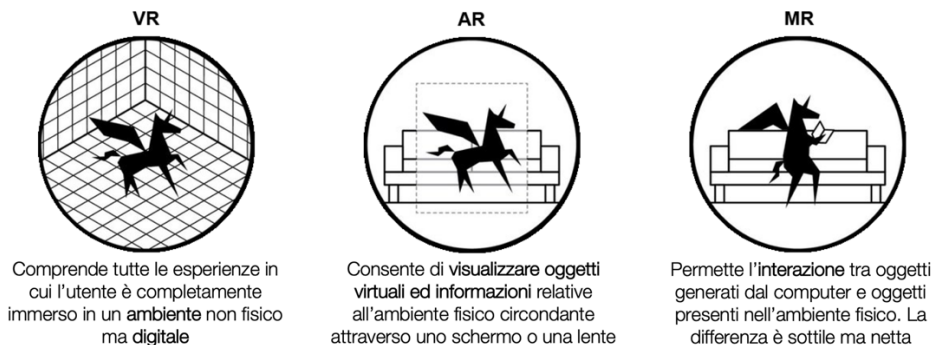 VR
Comprende tutte le esperienze in
cui l'utente è completamente
immerso in un ambiente non fisico
ma digitale
AR
Consente di visualizzare oggetti
virtuali ed informazioni relative
all'ambiente fisico circondante
attraverso uno schermo o una lente
MR
Permette l'interazione tra oggetti
generati dal computer e oggetti
presenti nell'ambiente fisico. La
differenza è sottile ma netta